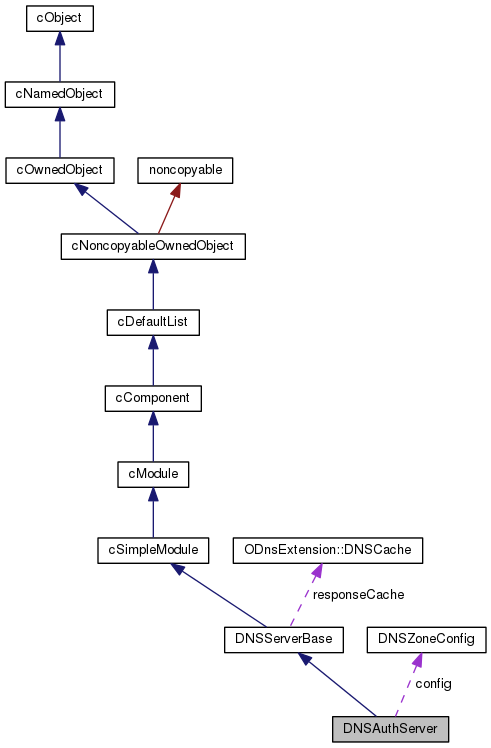 cObject
cNamedObject
cOwnedObject
noncopyable
cNoncopyableOwnedObject
cDefaultList
cComponent
cModule
cSimpleModule
ODnsExtension::DNSCache
responseCache
DNSServerBase
DNSZoneConfig
config
DNSAuthServer